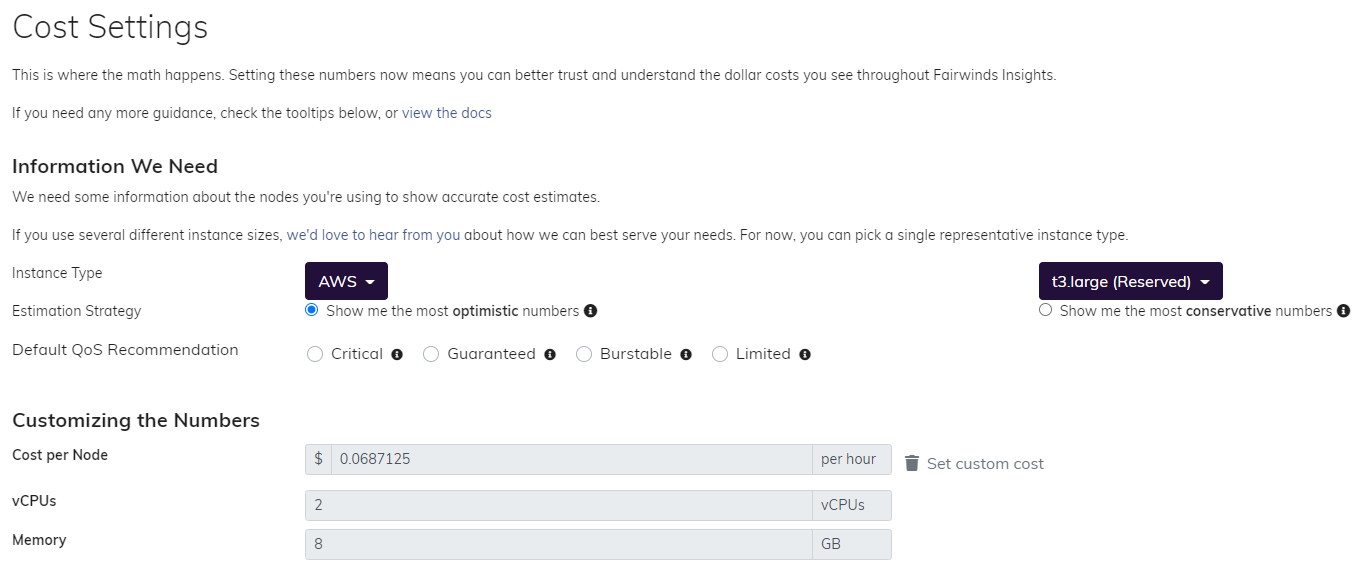 Cost Settings
This is where the math happens. Setting these numbers now means you can better trust and understand the dollar costs you see throughout Fairwinds Insights.
If you need any more guidance, check the tooltips below, or view the docs
Information We Need
We need some information about the nodes you're using to show accurate cost estimates.
If you use several different instance sizes, we'd love to hear from you about how we can best serve your needs. For now, you can pick a single representative instance type.
Instance Type AWS t3.large (Reserved)
Estimation Strategy Show me the most optimistic numbers Show me the most conservative numbers
Default QoS Recommendation Critical Guaranteed Burstable Limited
Customizing the Numbers
Cost per Node $ 0.0687125 per hour Set custom cost
vCPUs 2 vCPUs
Memory 8 GB